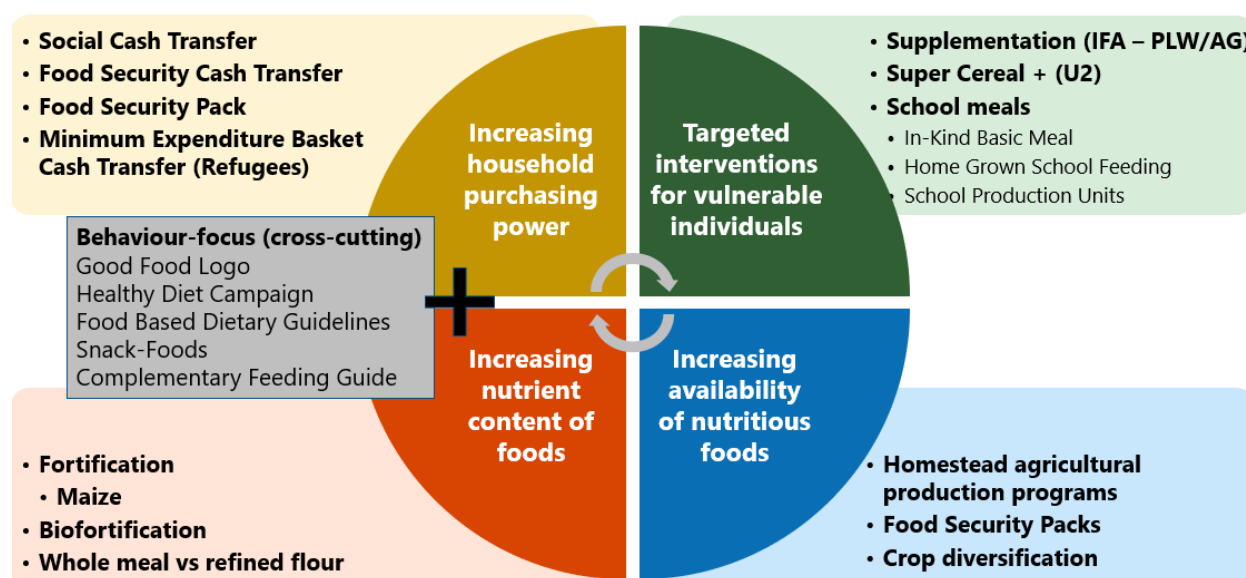 • Social Cash Transfer
• Food Security Cash Transfer
• Food Security Pack
• Minimum Expenditure Basket
Cash Transfer (Refugees)
Increasing
household
purchasing
power
Targeted
interventions
for vulnerable
individuals
• Supplementation (IFA – PLW/AG)
• Super Cereal + (U2)
• School meals
• In-Kind Basic Meal
• Home Grown School Feeding
• School Production Units
Behaviour-focus (cross-cutting)
Good Food Logo
Healthy Diet Campaign
Food Based Dietary Guidelines
Snack-Foods
Complementary Feeding Guide
Increasing
nutrient
content of
foods
Increasing
availability
of nutritious
foods
• Fortification
• Maize
• Biofortification
• Whole meal vs refined flour
• Homestead agricultural
production programs
• Food Security Packs
• Crop diversification